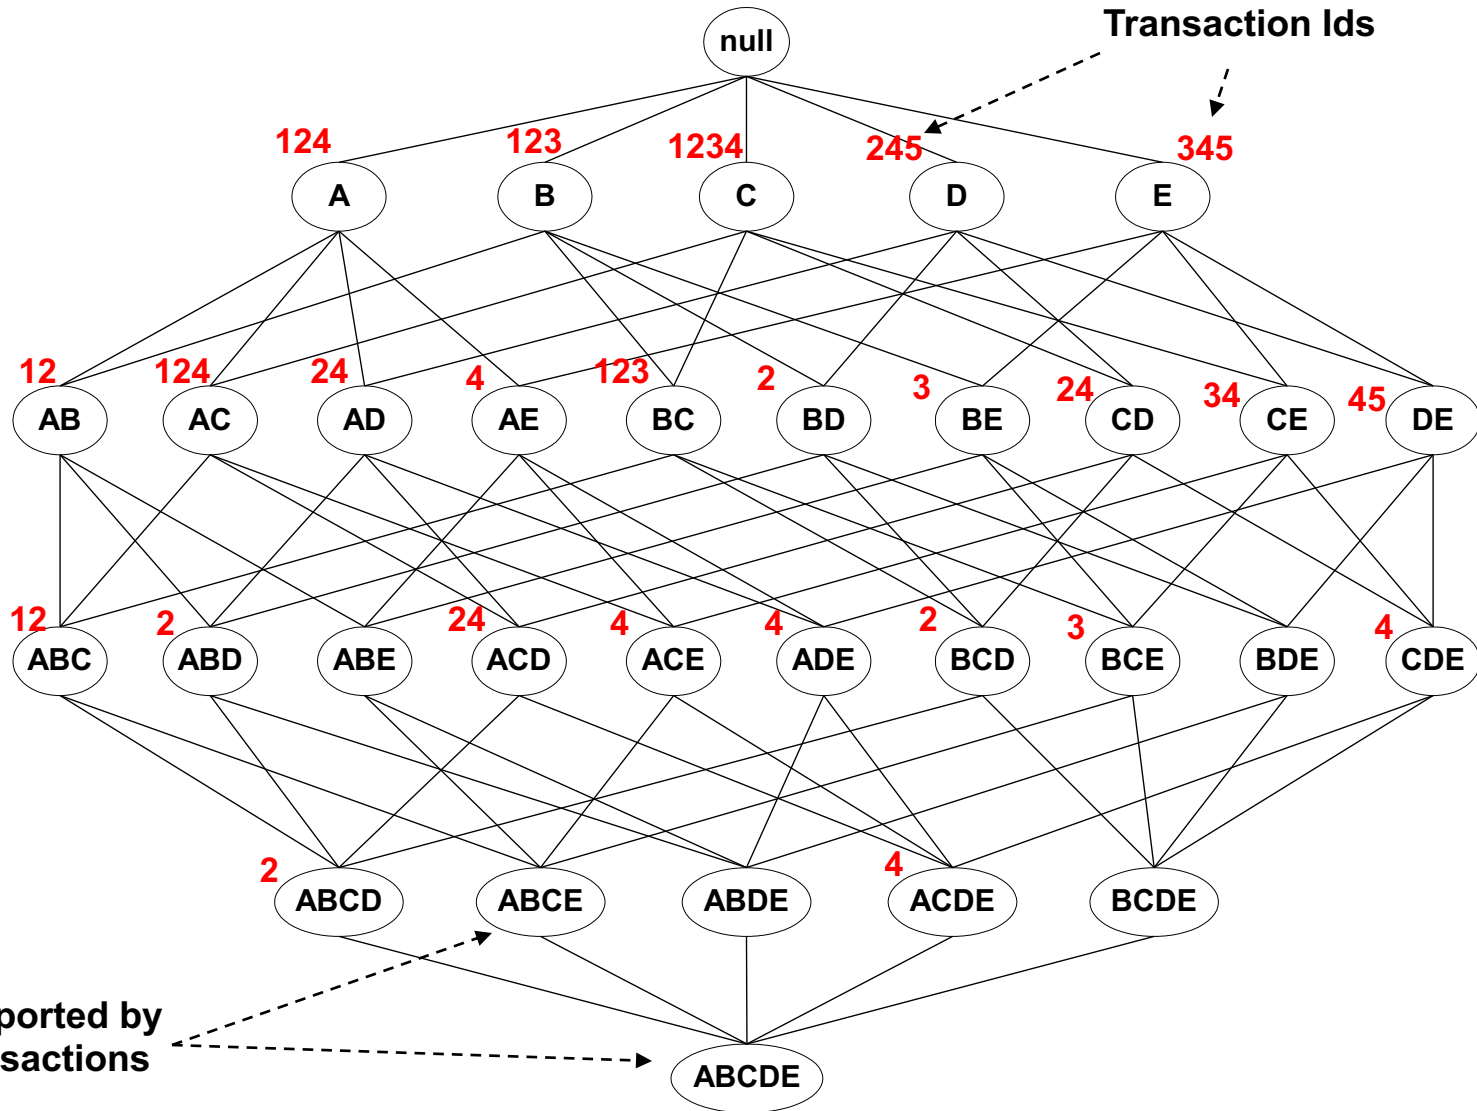 Transaction Ids
null
124 123 1234 245 345
A B C D E
12 124 24 4 123 2 3 24 34 45
AB AC AD AE BC BD BE CD CE DE
12 2 24 4 4 2 3 4
ABC ABD ABE ACD ACE ADE BCD BCE BDE CDE
2 4
ABCD ABCE ABDE ACDE BCDE
by
ABCDE